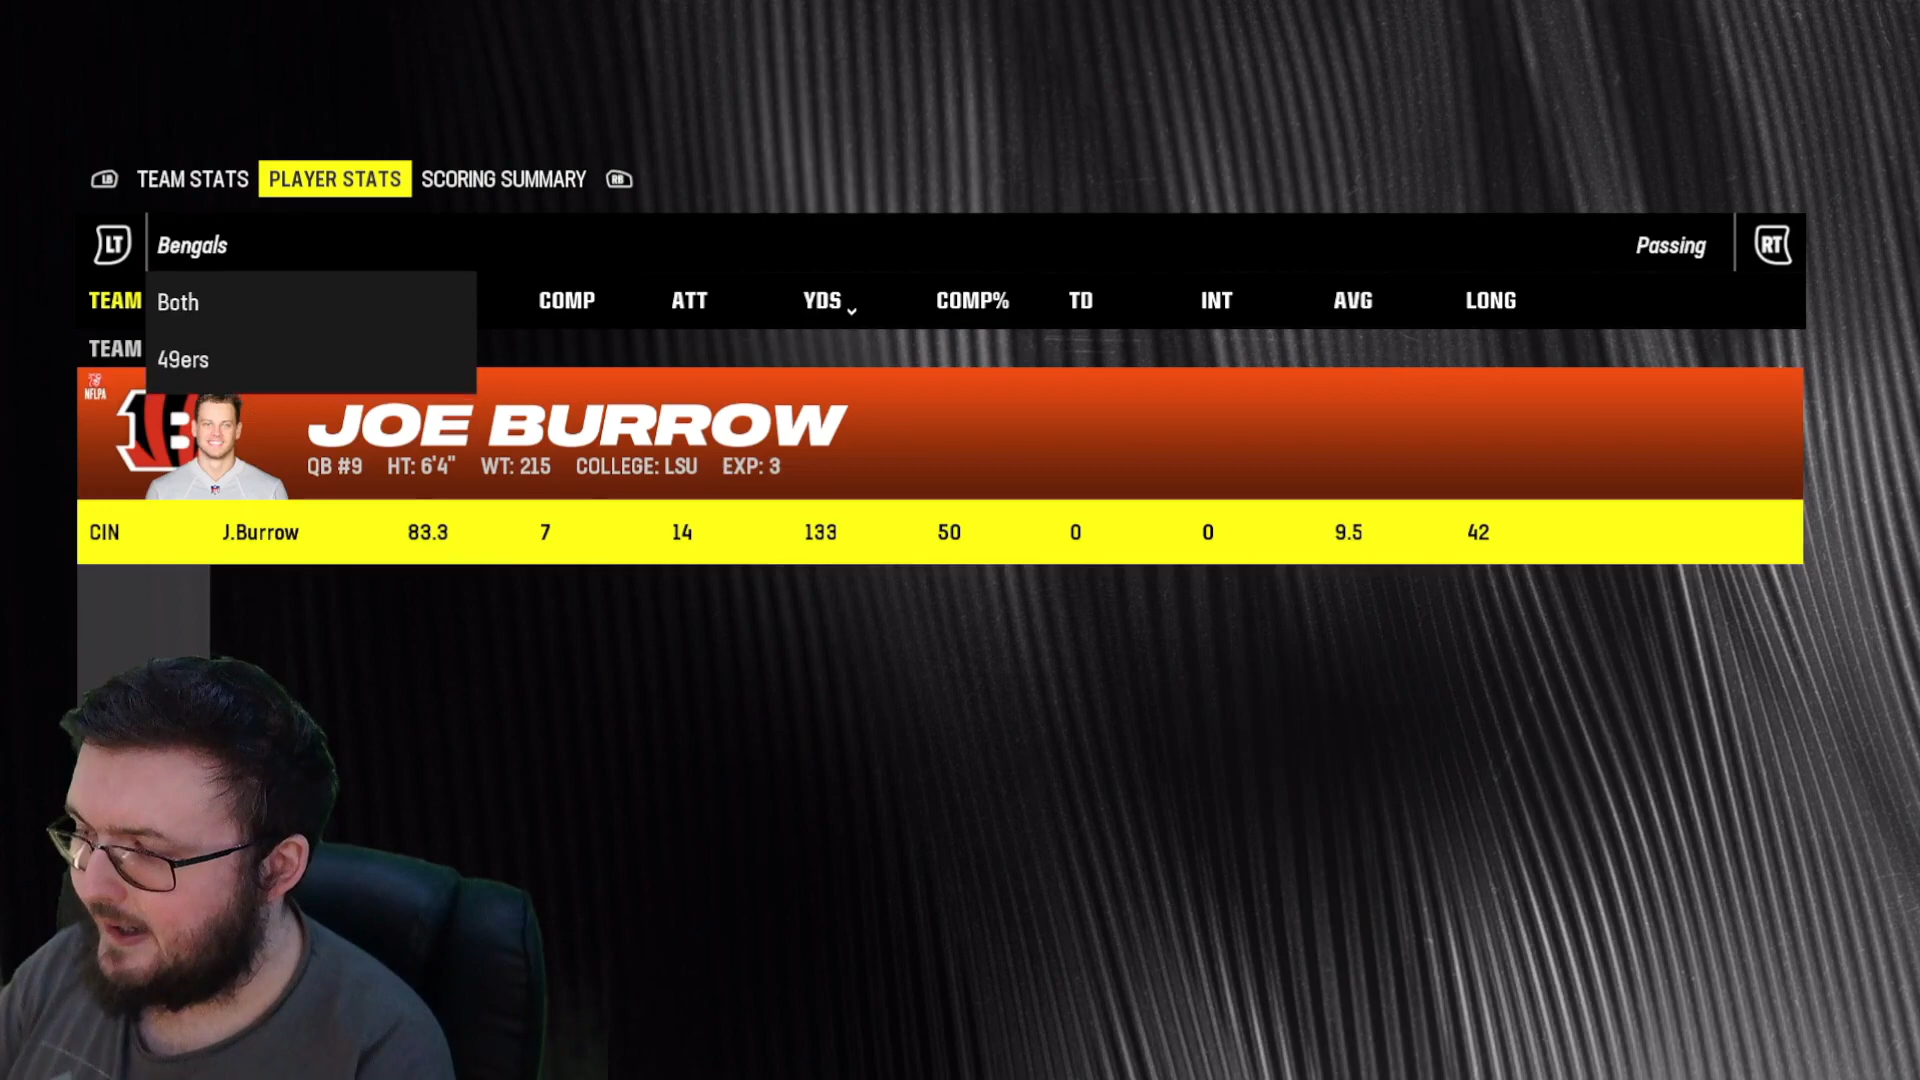 LB TEAM STATS PLAYER STATS SCORING SUMMARY RB
LT Bengals Passing RT
TEAM COMP ATT YDS COMP% TD INT AVG LONG
Both
TEAM
49ers
NFLPA
B
JOE BURROW
QB #9 HT: 6'4" WT: 215 COLLEGE: LSU EXP: 3
CIN J.Burrow 83.3 7 14 133 50 0 0 9.5 42